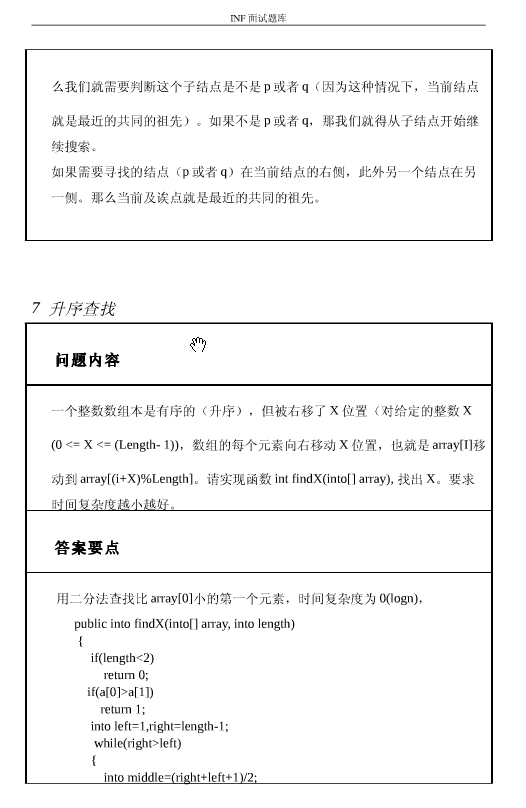 INF 面试题库
么我们就需要判断这个子结点是不是 p 或者 q（因为这种情况下，当前结点
就是最近的共同的祖先）。如果不是 p 或者 q，那我们就得从子结点开始继
续搜索。
如果需要寻找的结点（p 或者 q）在当前结点的右侧，此外另一个结点在另
一侧。那么当前及诶点就是最近的共同的祖先。
7 升序查找
问题内容
一个整数数组本是有序的（升序），但被右移了 X 位置（对给定的整数 X
(0 <= X <= (Length- 1))，数组的每个元素向右移动 X 位置，也就是 array[I]移
动到 array[(i+X)%Length]。请实现函数 int findX(into[] array), 找出 X。要求
时间复杂度越小越好。
答案要点
用二分法查找比 array[0]小的第一个元素，时间复杂度为 0(logn)，
public into findX(into[] array, into length)
{
if(length<2)
return 0;
if(a[0]>a[1])
return 1;
into left=1,right=length-1;
while(right>left)
{
into middle=(right+left+1)/2;